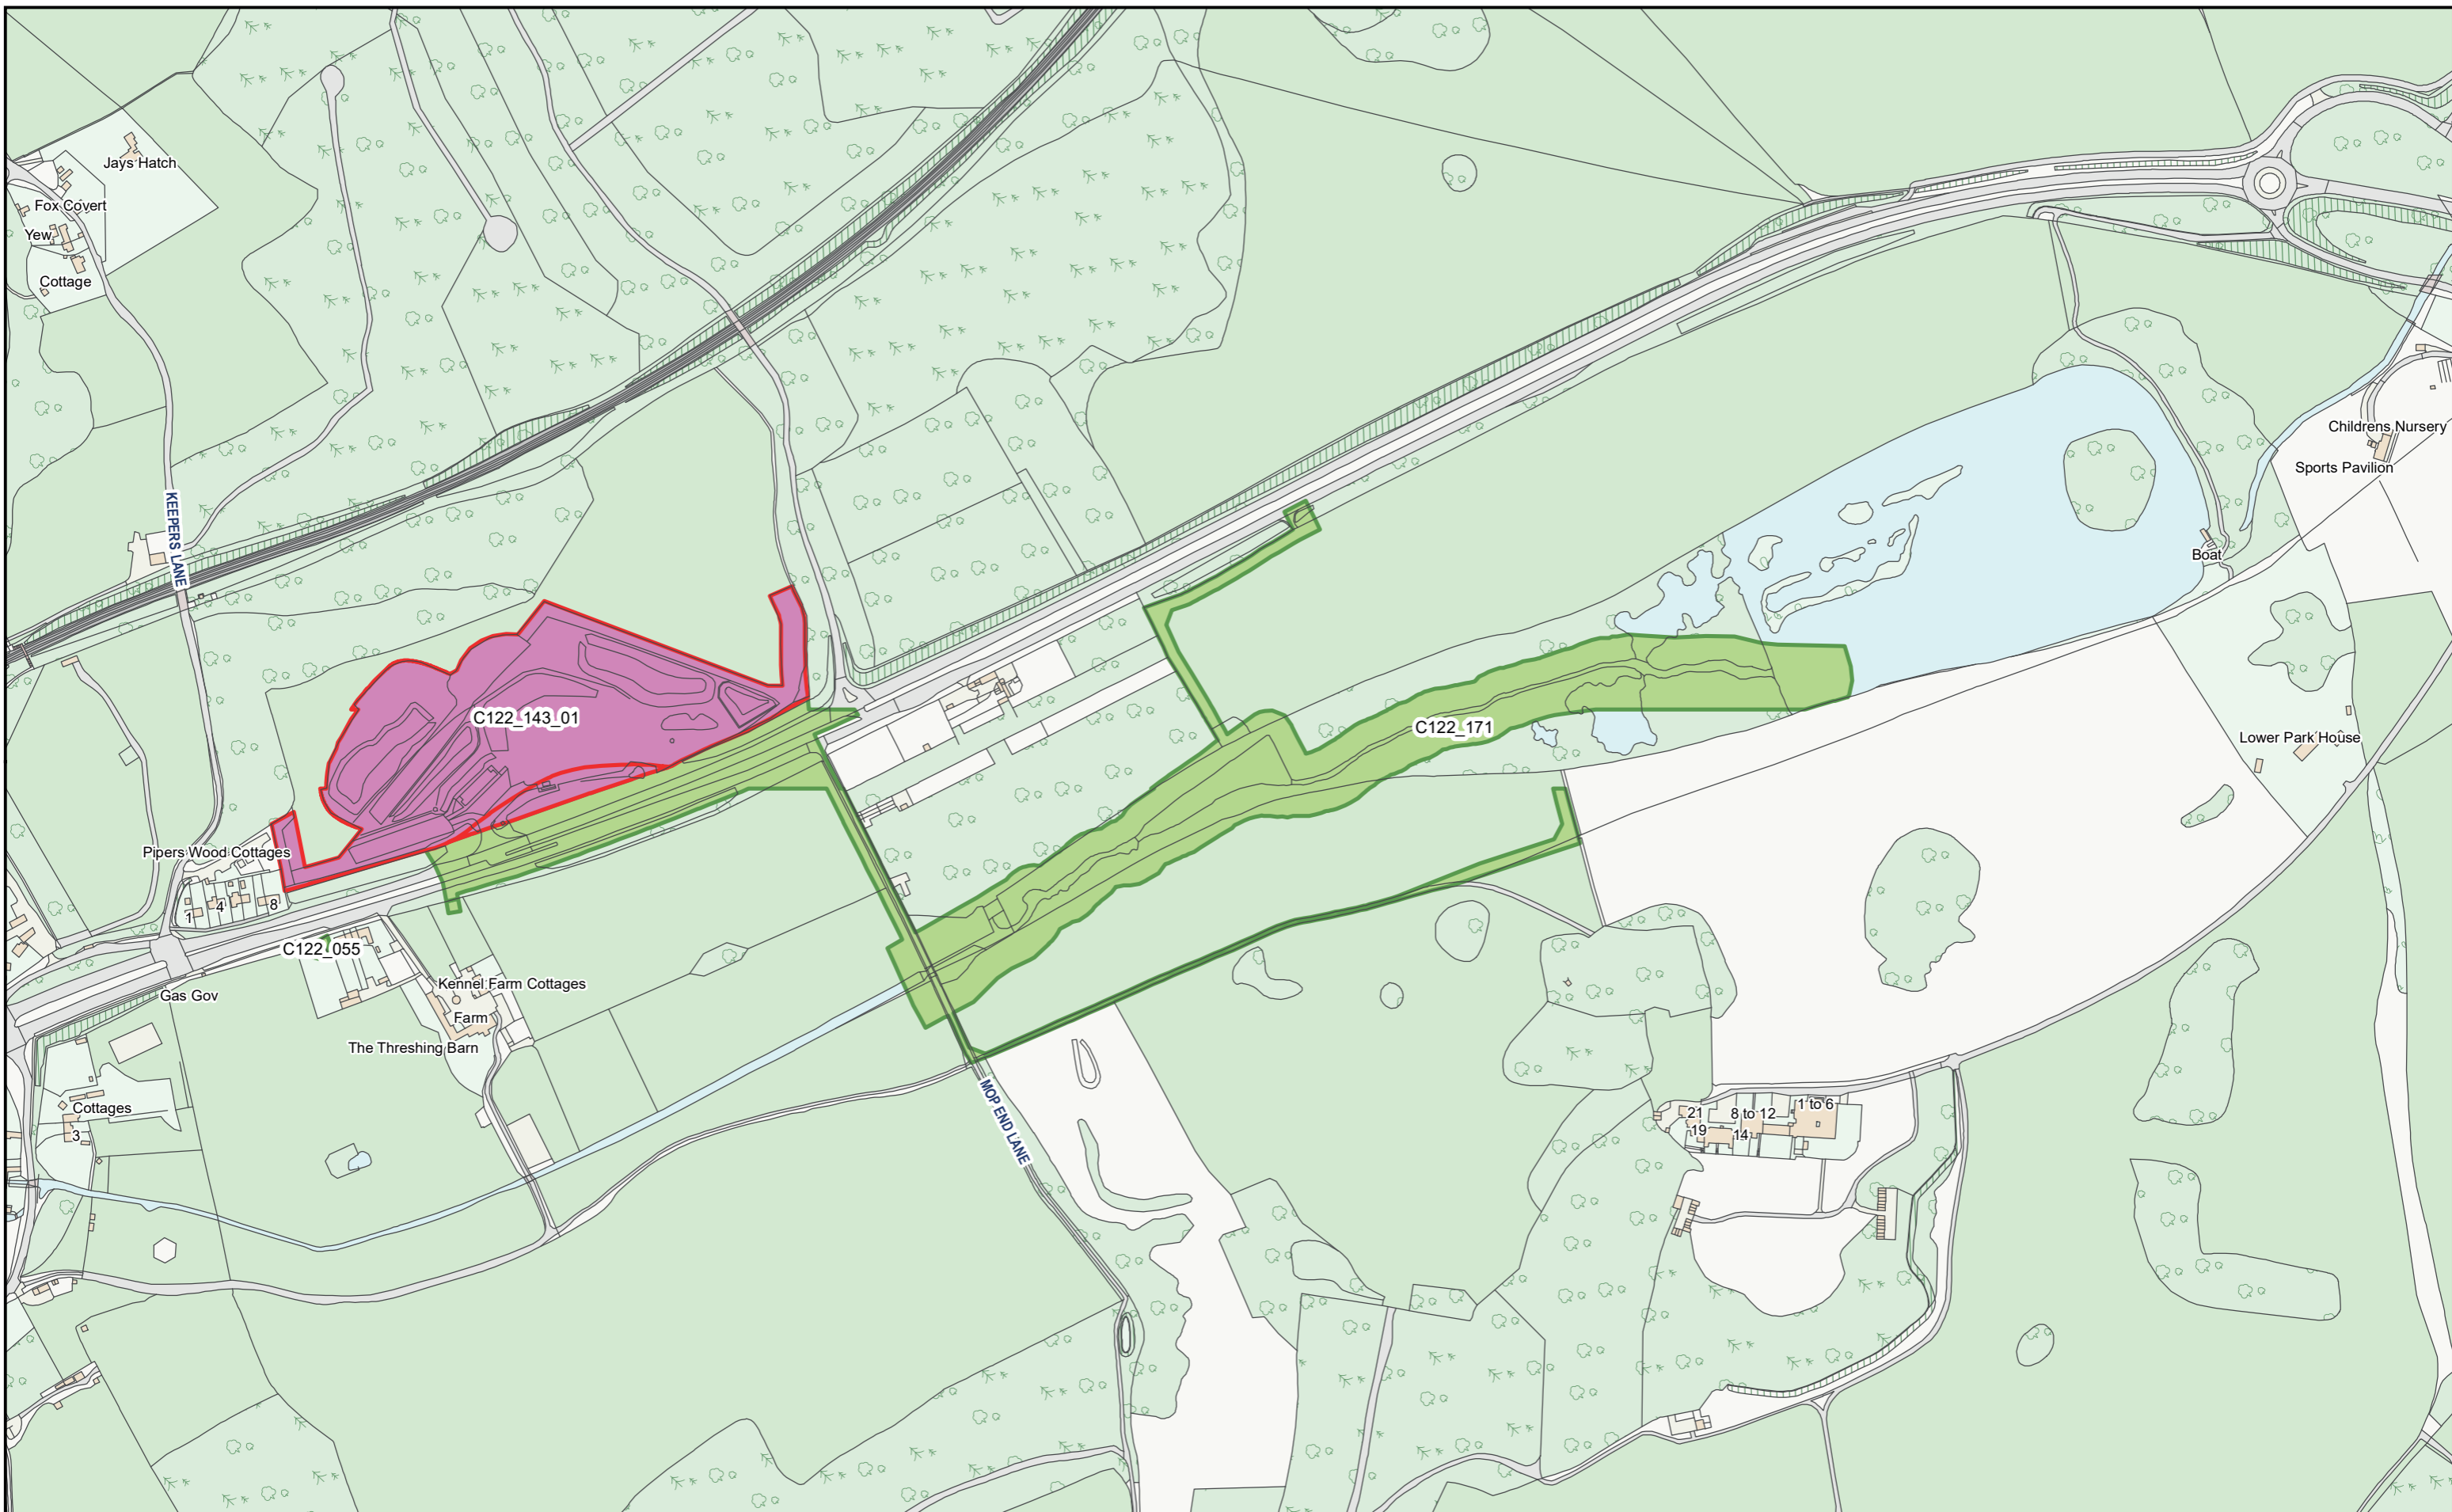 Jays Hatch
Fox Covert
Yew
Cottage
KEEPERS LANE
Childrens Nursery
Sports Pavilion
Boat
C122_143_01
C122_171
Lower Park House
Pipers Wood Cottages
1
4
8
C122_055
Gas Gov
Kennel Farm Cottages
Farm
The Threshing Barn
Cottages
3
MOP END LANE
21
8 to 12
1 to 6
19
14